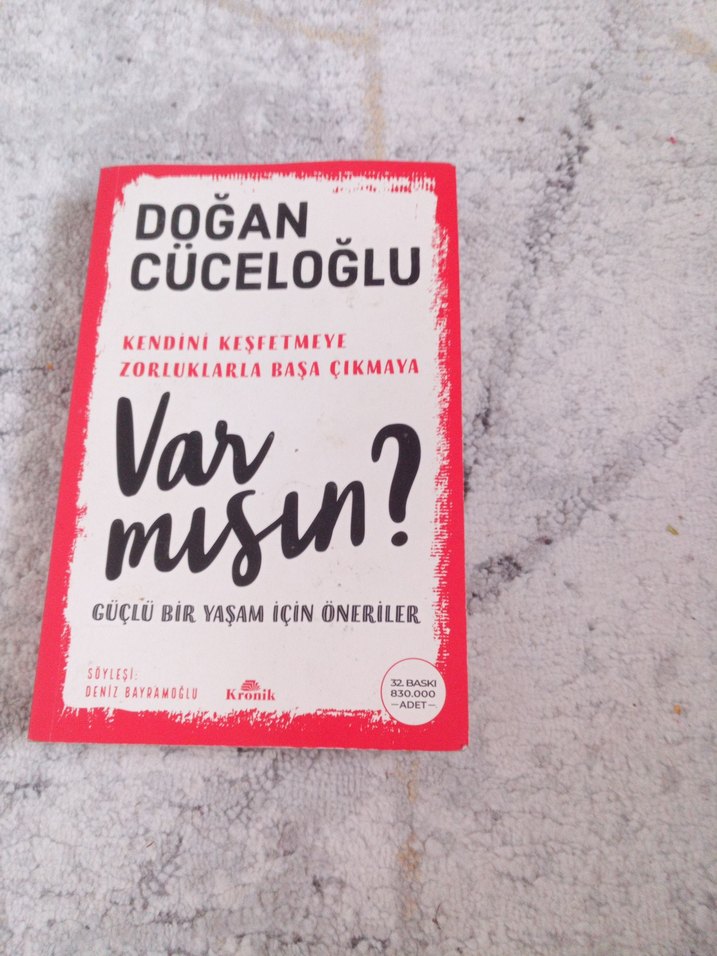 DOĞAN
CÜCELOĞLU
KENDİNİ KEŞFETMEYE
ZORLUKLARLA BAŞA ÇIKMAYA
Var
mısın?
GÜÇLÜ BİR YAŞAM İÇİN ÖNERİLER
SÖYLEŞİ:
DENİZ BAYRAMOĞLU
Kronik
32. BASKI
830.000
—ADET—